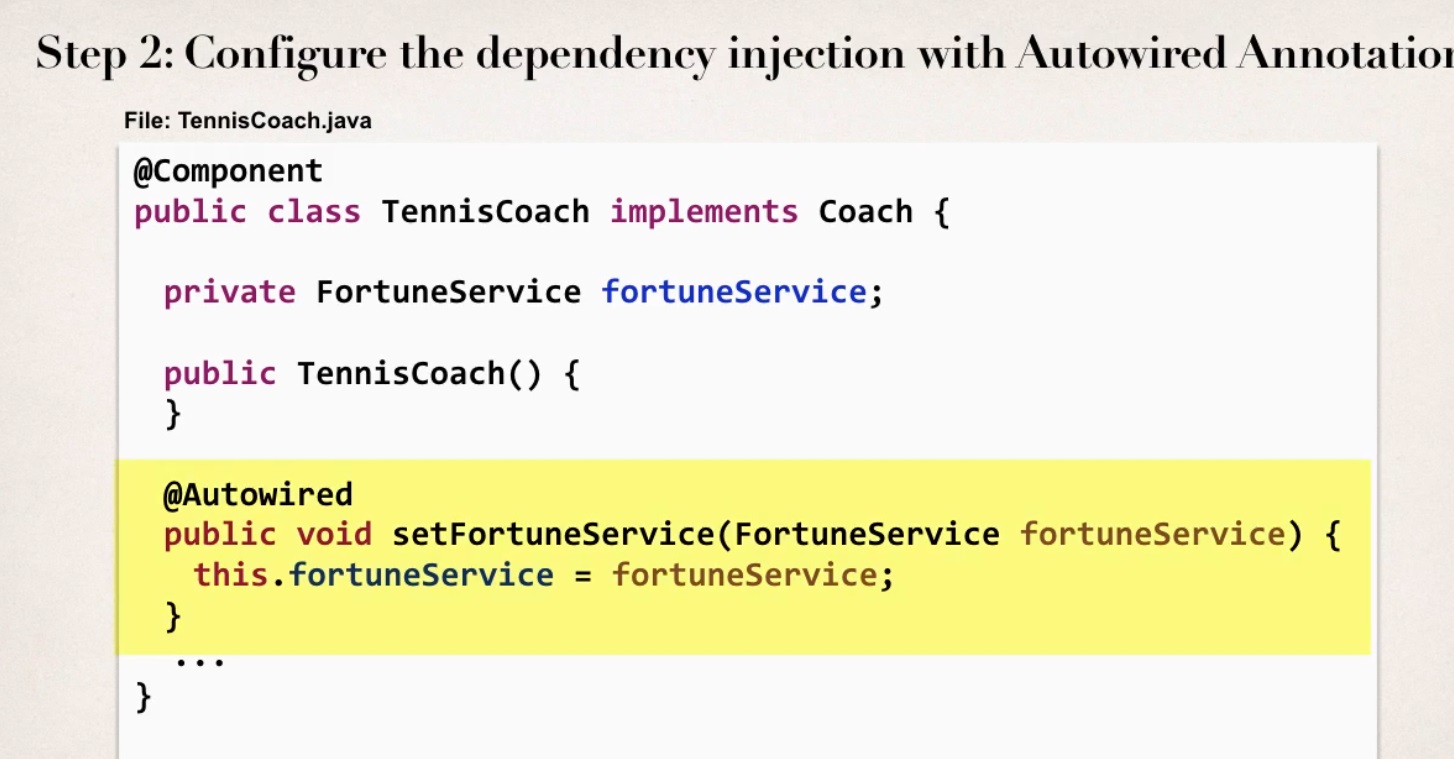 Step 2: Configure the dependency injection with Autowired Annotation
File: TennisCoach.java
@Component
public class TennisCoach implements Coach {
private FortuneService fortuneService;
public TennisCoach() {
}
@Autowired
public void setFortuneService(FortuneService fortuneService) {
this.fortuneService = fortuneService;
}
...
}